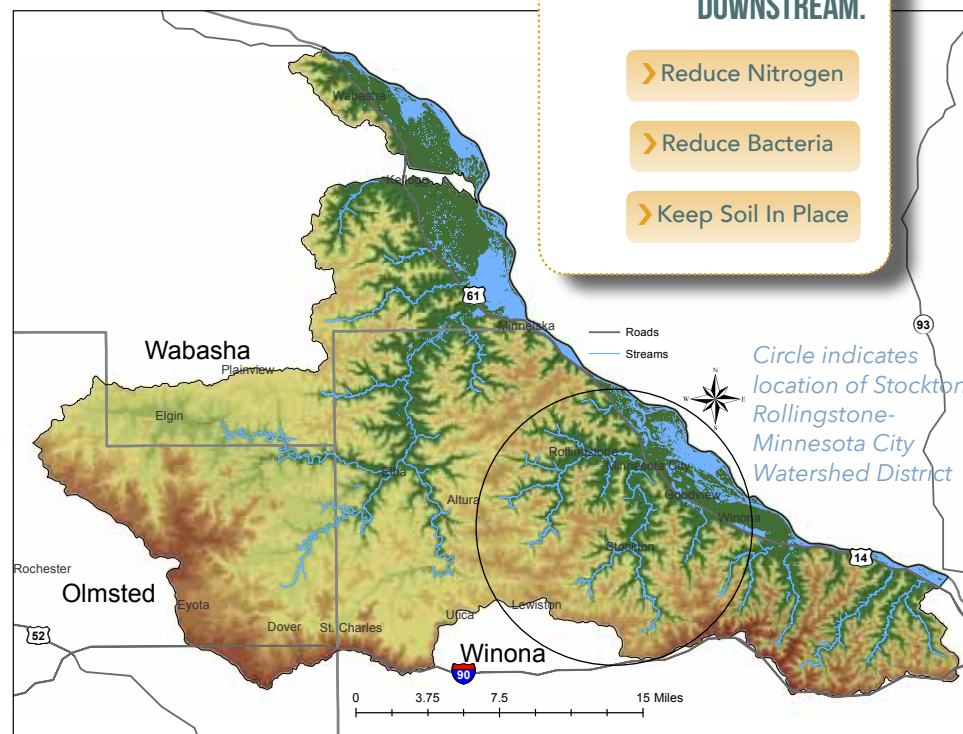 DOWNSTREAM.
Reduce Nitrogen
Reduce Bacteria
Keep Soil In Place
Wabasha
Kellogg
61
93
Minneiska
Roads
Streams
Wabasha
Plainview
Circle indicates
location of Stockton
Rollingstone-
Minnesota City
Watershed District
N
W
E
S
Elgin
Rollingstone
Minnesota City
Elba
Altura
Goodview
Winona
Stockton
14
Rochester
Olmsted
Eyota
Lewiston
Utica
Dover
St. Charles
52
Winona
90
0 3.75 7.5 15 Miles